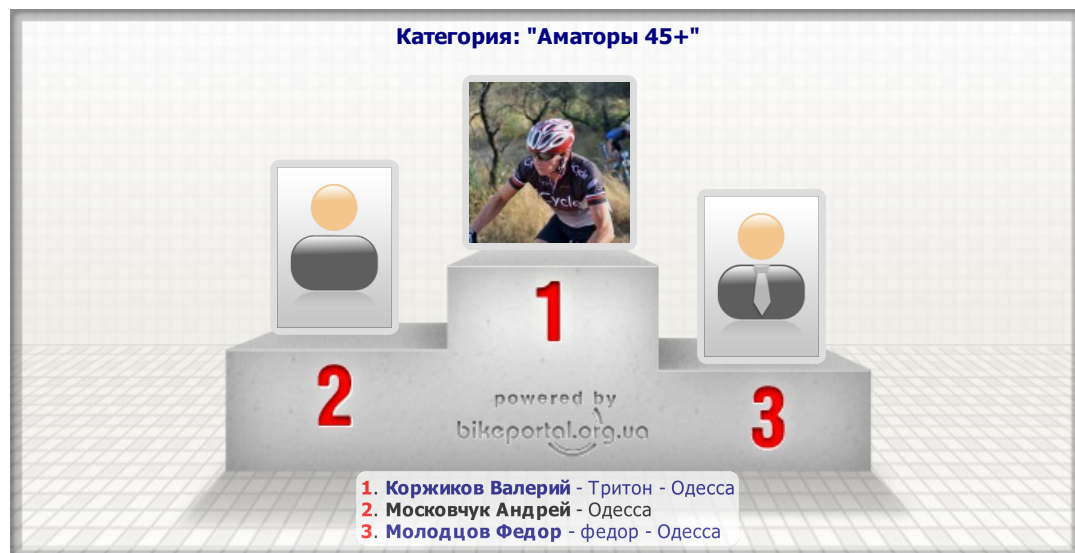 Категория: "Аматоры 45+"
Cycle
1
2
3
powered by
bikeportal.org.ua
1. Коржиков Валерий - Тритон - Одесса
2. Московчук Андрей - Одесса
3. Молодцов Федор - федор - Одесса